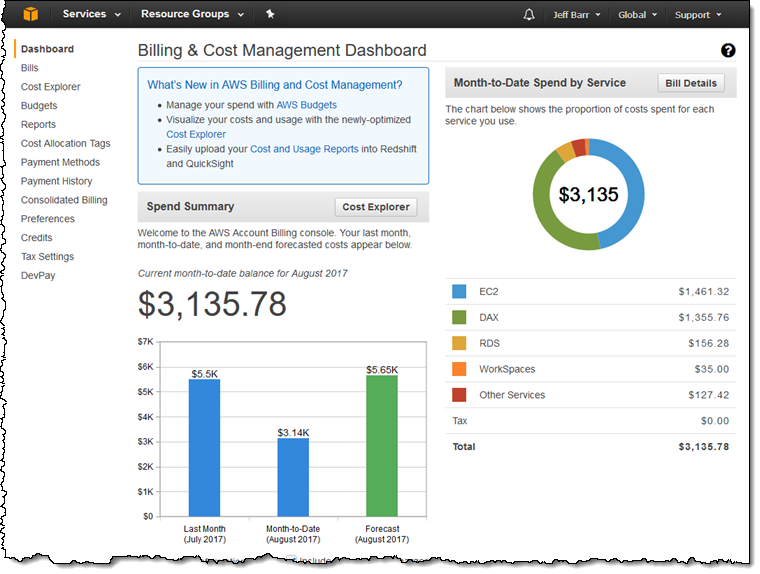 Services Resource Groups Jeff Barr Global Support
Dashboard
Bills
Cost Explorer
Budgets
Reports
Cost Allocation Tags
Payment Methods
Payment History
Consolidated Billing
Preferences
Credits
Tax Settings
DevPay
Billing & Cost Management Dashboard
?
What's New in AWS Billing and Cost Management?
Manage your spend with AWS Budgets
Visualize your costs and usage with the newly-optimized
Cost Explorer
Easily upload your Cost and Usage Reports into Redshift
and QuickSight
Spend Summary Cost Explorer
Welcome to the AWS Account Billing console. Your last month,
month-to-date, and month-end forecasted costs appear below.
Current month-to-date balance for August 2017
$3,135.78
$7K
$6K
$5K
$4K
$3K
$2K
$1K
$0
$5.5K
$3.14K
$5.65K
Last Month
(July 2017)
Month-to-Date
(August 2017)
Forecast
(August 2017)
Month-to-Date Spend by Service Bill Details
The chart below shows the proportion of costs spent for each
service you use.
$3,135
EC2 $1,461.32
DAX $1,355.76
RDS $156.28
WorkSpaces $35.00
Other Services $127.42
Tax $0.00
Total $3,135.78